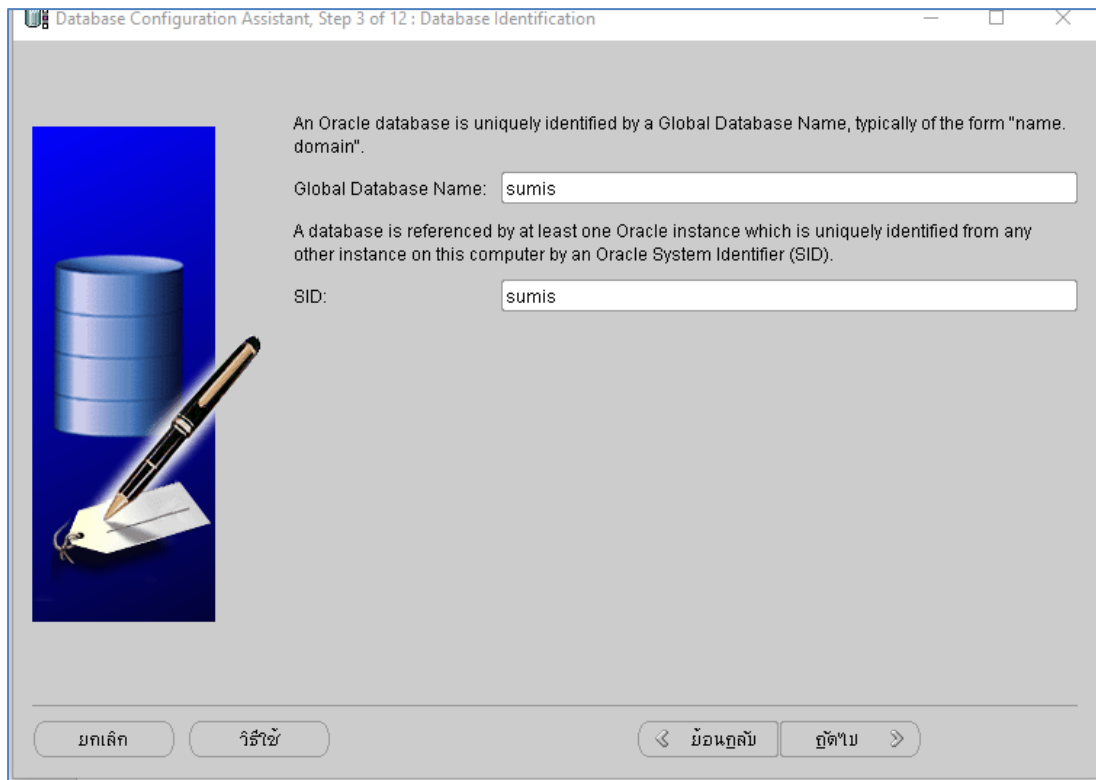 Database Configuration Assistant, Step 3 of 12 : Database Identification
An Oracle database is uniquely identified by a Global Database Name, typically of the form "name.
domain".
Global Database Name: sumis
A database is referenced by at least one Oracle instance which is uniquely identified from any
other instance on this computer by an Oracle System Identifier (SID).
SID: sumis
ยกเลิก วิธีใช้ ย้อนกลับ ถัดไป